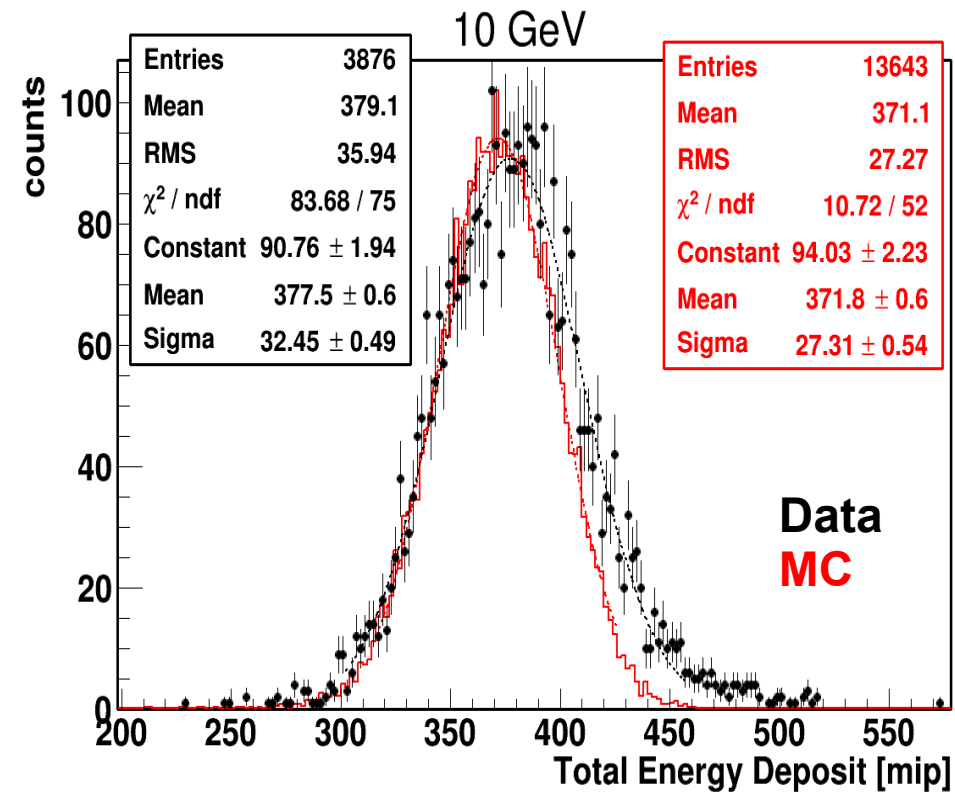 10 GeV
counts
Entries 3876
Mean 379.1
RMS 35.94
χ² / ndf 83.68 / 75
Constant 90.76 ± 1.94
Mean 377.5 ± 0.6
Sigma 32.45 ± 0.49
Entries 13643
Mean 371.1
RMS 27.27
χ² / ndf 10.72 / 52
Constant 94.03 ± 2.23
Mean 371.8 ± 0.6
Sigma 27.31 ± 0.54
100
80
60
40
20
0
Data
MC
200 250 300 350 400 450 500 550
Total Energy Deposit [mip]